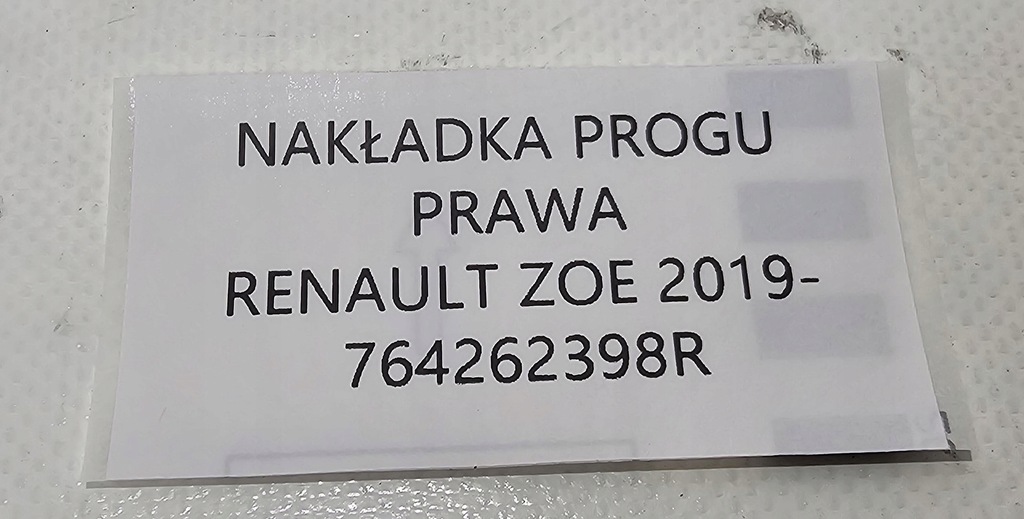 NAKŁADKA PROGU
PRAWA
RENAULT ZOE 2019-
764262398R